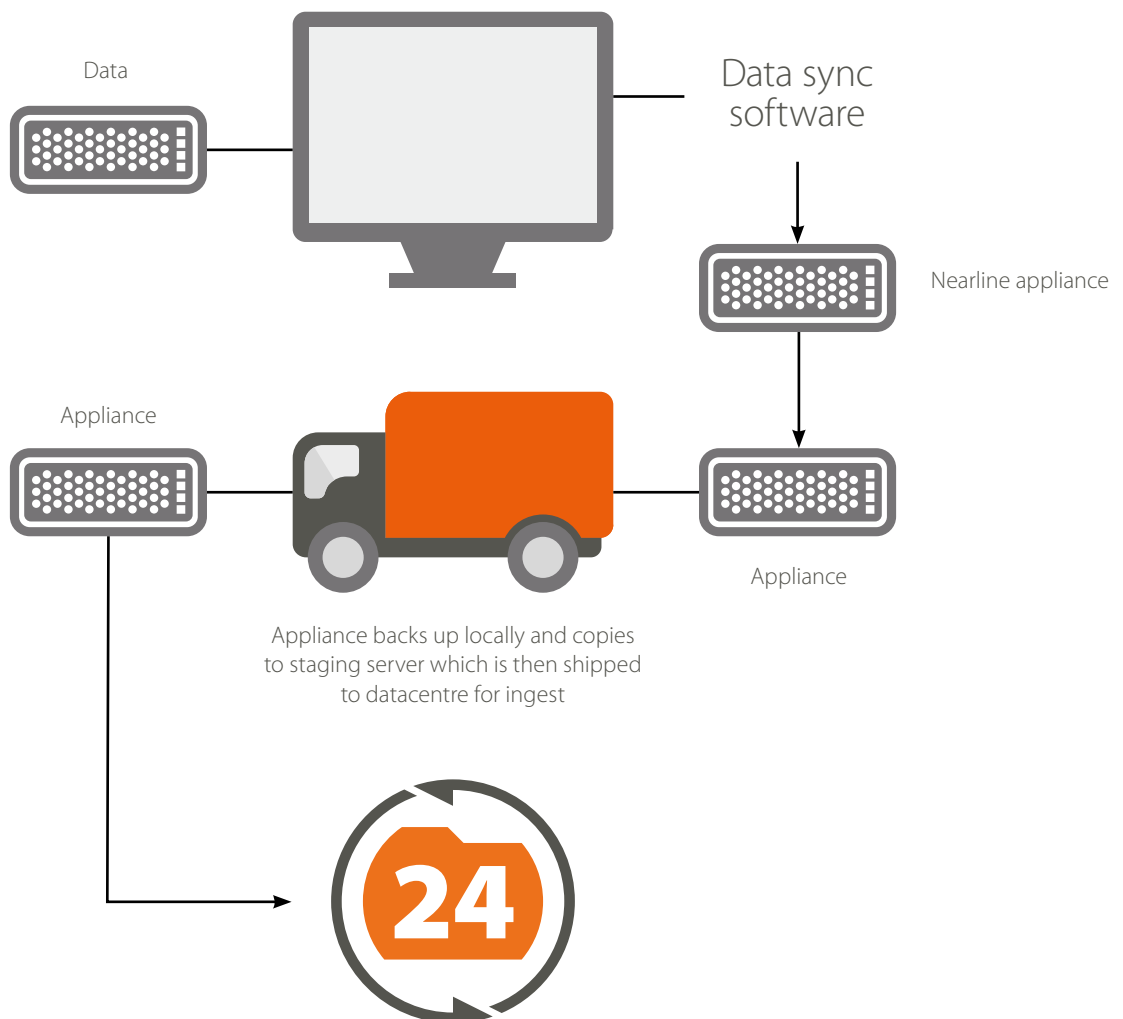 Data
Data sync
software
Nearline appliance
Appliance
Appliance
Appliance backs up locally and copies
to staging server which is then shipped
to datacentre for ingest
24